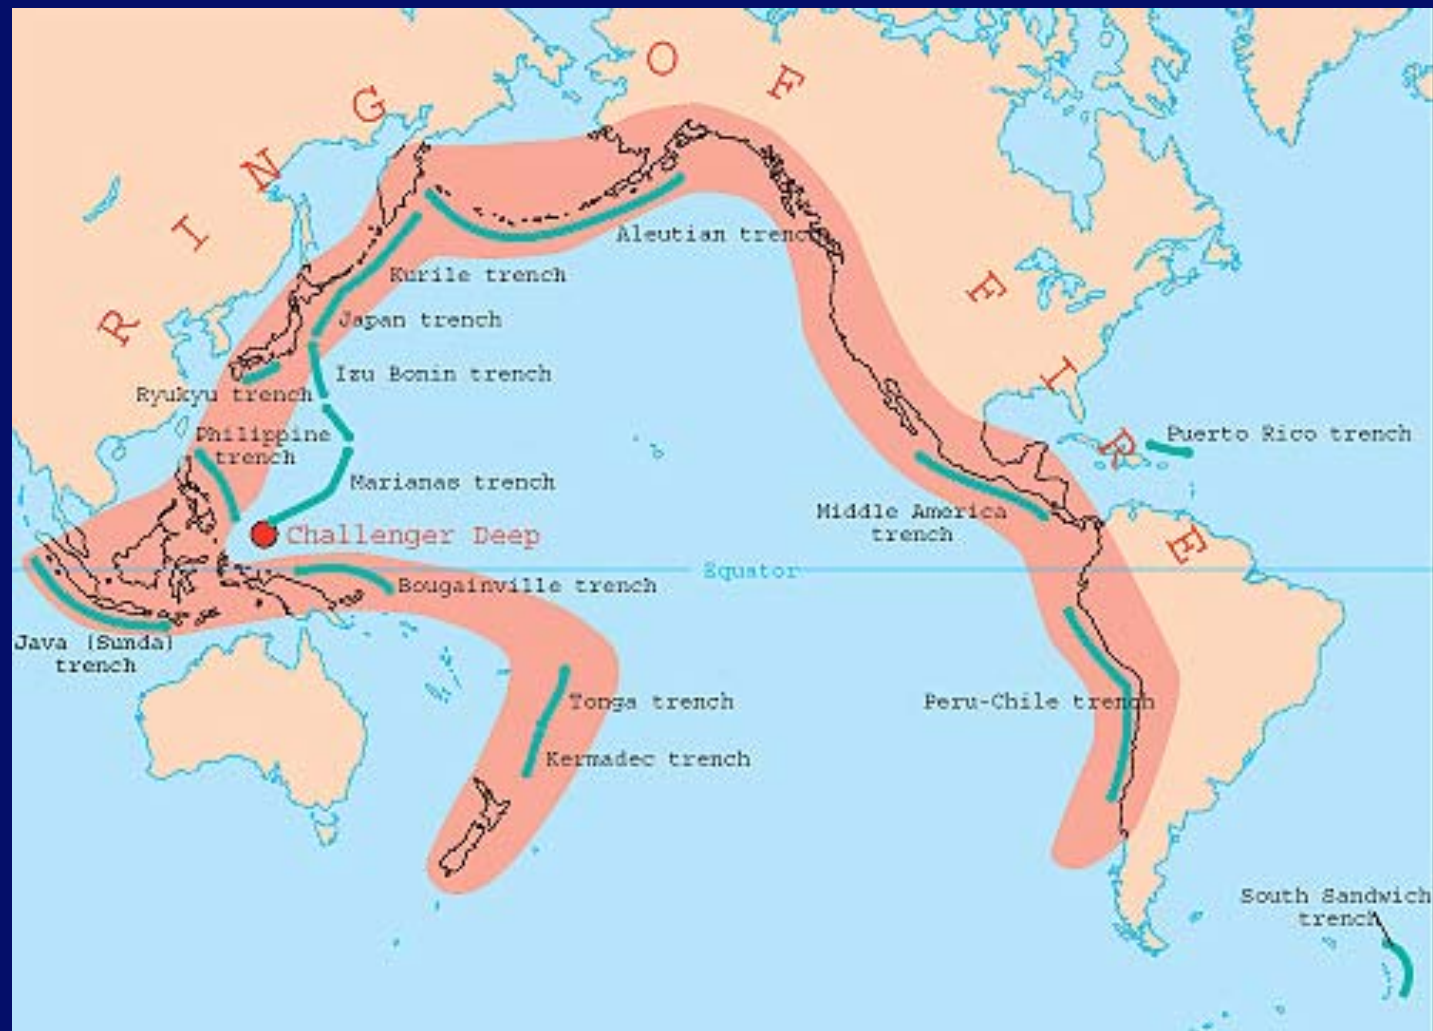 RING OF FIRE
Aleutian trench
Kurile trench
Japan trench
Izu Bonin trench
Ryukyu trench
Philippine
trench
Puerto Rico trench
Marianas trench
Middle America
trench
Challenger Deep
Equator
Bougainville trench
Java (Sunda)
trench
Tonga trench
Peru-Chile trench
Kermadec trench
South Sandwich
trench